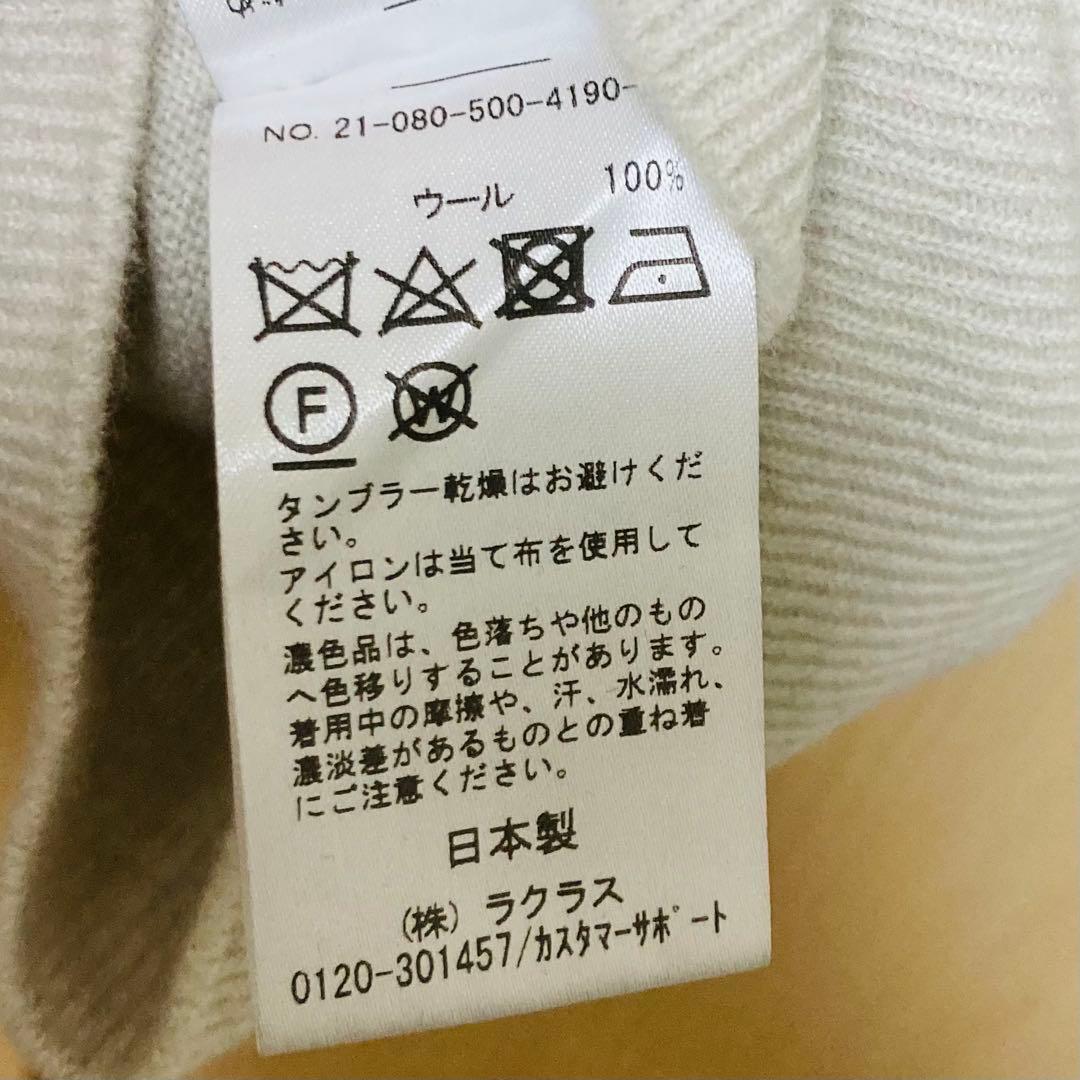 NO. 21-080-500-4190-
ウール 100%
F
W
タンブラー乾燥はお避けくだ
さい。
アイロンは当て布を使用して
ください。
濃色品は、色落ちや他のもの
へ色移りすることがあります。
着用中の摩擦や、汗、水濡れ、
濃淡差があるものとの重ね着
にご注意ください。
日本製
(株) ラクラス
0120-301457/ｶｽﾀﾏｰｻﾎﾟｰﾄ